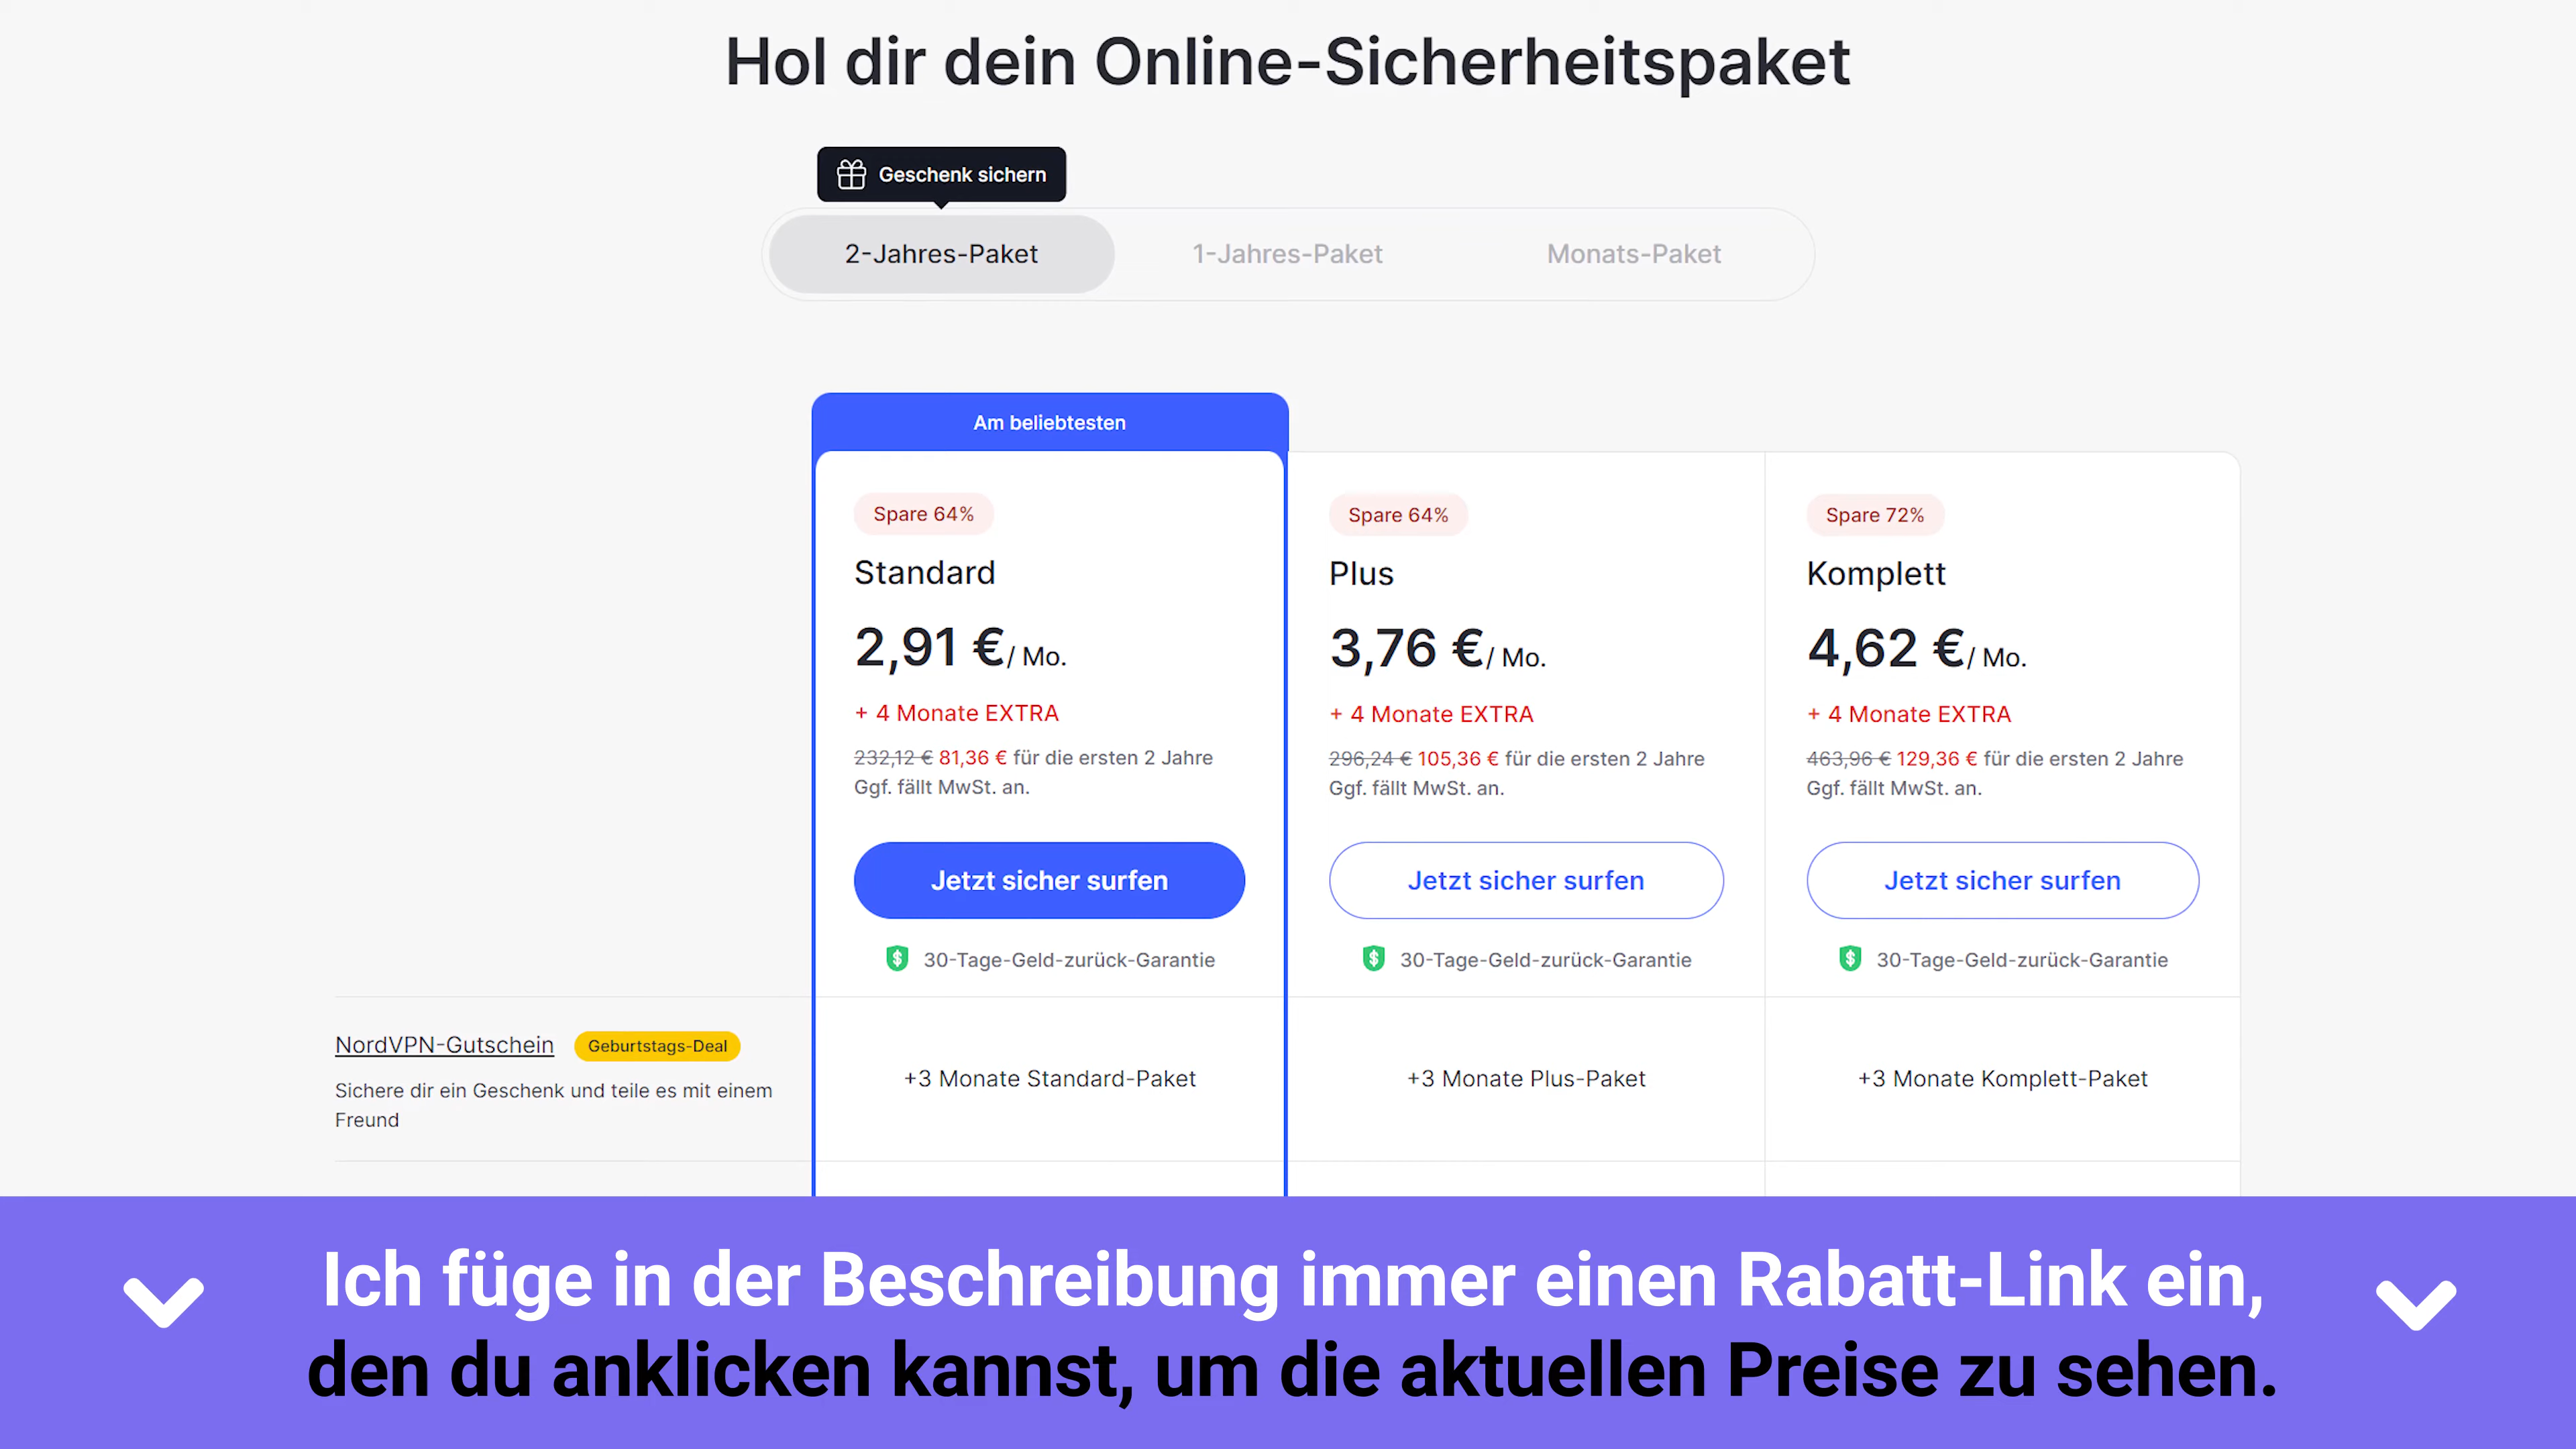 Hol dir dein Online-Sicherheitspaket
Geschenk sichern
2-Jahres-Paket
1-Jahres-Paket
Monats-Paket
Am beliebtesten
Spare 64%
Standard
2,91 €/ Mo.
+ 4 Monate EXTRA
232,12 € 81,36 € für die ersten 2 Jahre
Ggf. fällt MwSt. an.
Jetzt sicher surfen
30-Tage-Geld-zurück-Garantie
Spare 64%
Plus
3,76 €/ Mo.
+ 4 Monate EXTRA
296,24 € 105,36 € für die ersten 2 Jahre
Ggf. fällt MwSt. an.
Jetzt sicher surfen
30-Tage-Geld-zurück-Garantie
Spare 72%
Komplett
4,62 €/ Mo.
+ 4 Monate EXTRA
463,96 € 129,36 € für die ersten 2 Jahre
Ggf. fällt MwSt. an.
Jetzt sicher surfen
30-Tage-Geld-zurück-Garantie
NordVPN-Gutschein
Geburtstags-Deal
Sichere dir ein Geschenk und teile es mit einem
Freund
+3 Monate Standard-Paket
+3 Monate Plus-Paket
+3 Monate Komplett-Paket
Ich füge in der Beschreibung immer einen Rabatt-Link ein,
den du anklicken kannst, um die aktuellen Preise zu sehen.